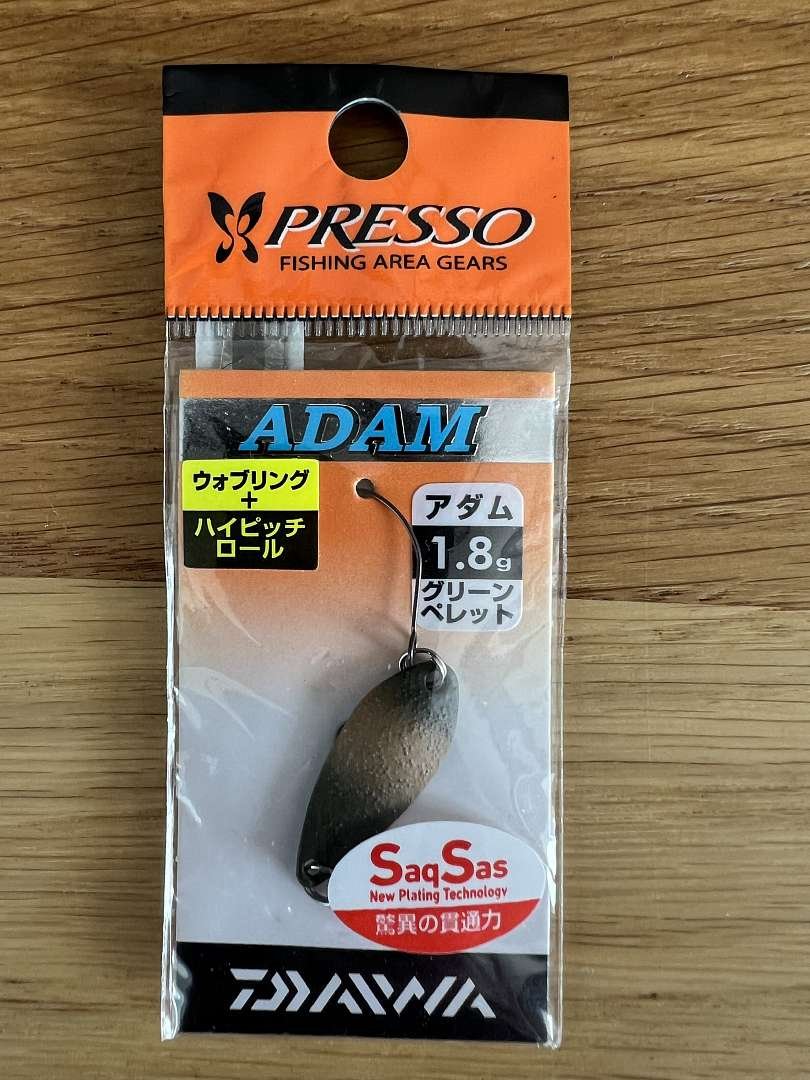 PRESSO
FISHING AREA GEARS
ADAM
ウォブリング
+
ハイピッチ
ロール
アダム
1.8g
グリーン
ペレット
SaqSas
New Plating Technology
驚異の貫通力
DAIWA